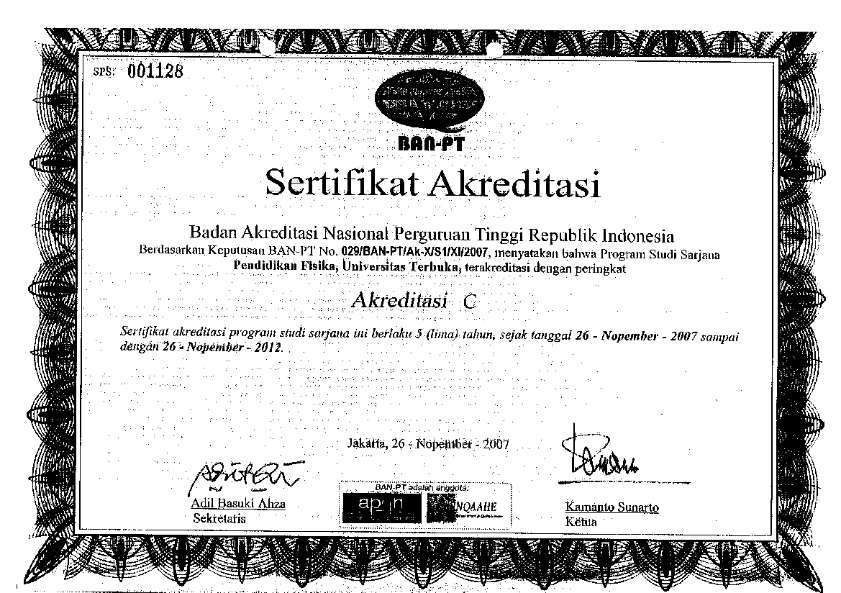 SPS: 001128
BAN-PT
Sertifikat Akreditasi
Badan Akreditasi Nasional Perguruan Tinggi Republik Indonesia
Berdasarkan Keputusan BAN-PT No. 029/BAN-PT/Ak-X/S1/XI/2007, menyatakan bahwa Program Studi Sarjana
Pendidikan Fisika, Universitas Terbuka, terakreditasi dengan peringkat
Akreditasi C
Sertifikat akreditasi program studi sarjana ini berlaku 5 (lima) tahun, sejak tanggal 26 - Nopember - 2007 sampai
dengan 26 - Nopember - 2012.
Jakarta, 26 - Nopember - 2007
BAN-PT adalah anggota:
NQAAHE
Adil Basuki Ahza
Sekretaris
Kamanto Sunarto
Ketua